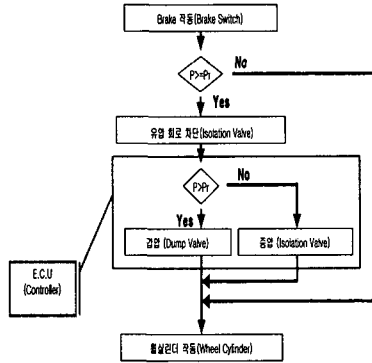 Brake 작동(Brake Switch)
P>=Pr
No
Yes
유압 회로 차단(Isolation Valve)
P>Pr
No
Yes
감압 (Dump Valve)
증압 (Isolation Valve)
E.C.U
(Controller)
휠실린더 작동(Wheel Cylinder)